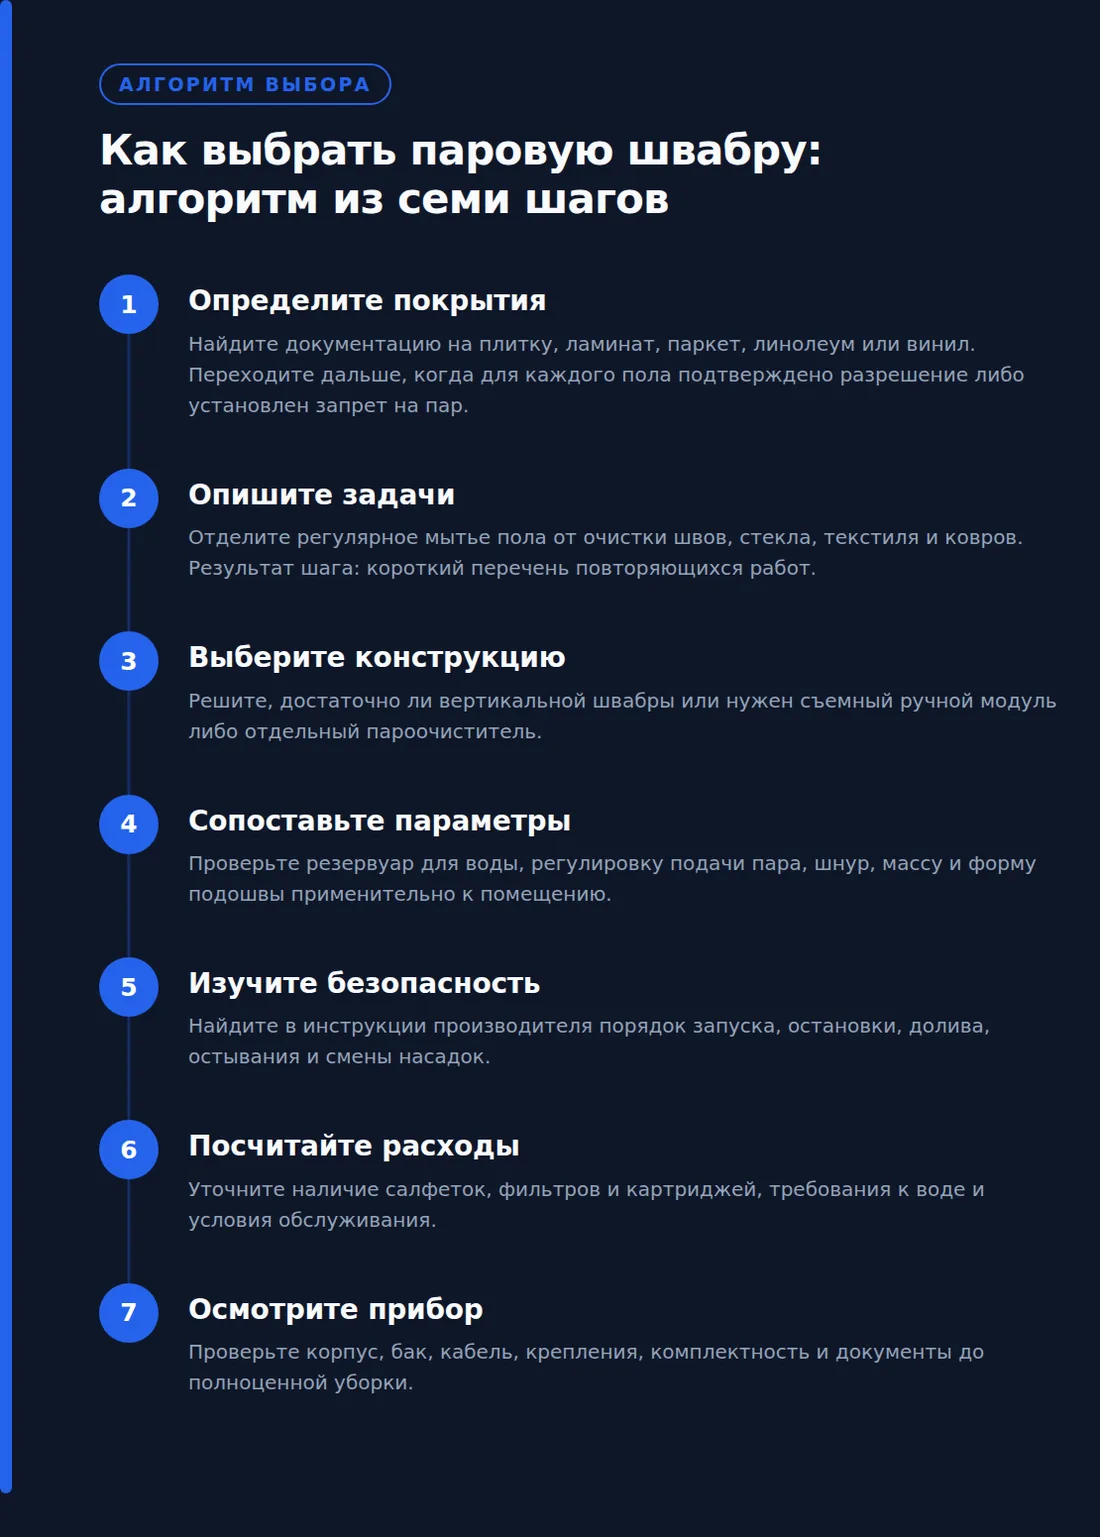 АЛГОРИТМ ВЫБОРА
Как выбрать паровую швабру:
алгоритм из семи шагов
1
Определите покрытия
Найдите документацию на плитку, ламинат, паркет, линолеум или винил.
Переходите дальше, когда для каждого пола подтверждено разрешение либо
установлен запрет на пар.
2
Опишите задачи
Отделите регулярное мытье пола от очистки швов, стекла, текстиля и ковров.
Результат шага: короткий перечень повторяющихся работ.
3
Выберите конструкцию
Решите, достаточно ли вертикальной швабры или нужен съемный ручной модуль
либо отдельный пароочиститель.
4
Сопоставьте параметры
Проверьте резервуар для воды, регулировку подачи пара, шнур, массу и форму
подошвы применительно к помещению.
5
Изучите безопасность
Найдите в инструкции производителя порядок запуска, остановки, долива,
остывания и смены насадок.
6
Посчитайте расходы
Уточните наличие салфеток, фильтров и картриджей, требования к воде и
условия обслуживания.
7
Осмотрите прибор
Проверьте корпус, бак, кабель, крепления, комплектность и документы до
полноценной уборки.